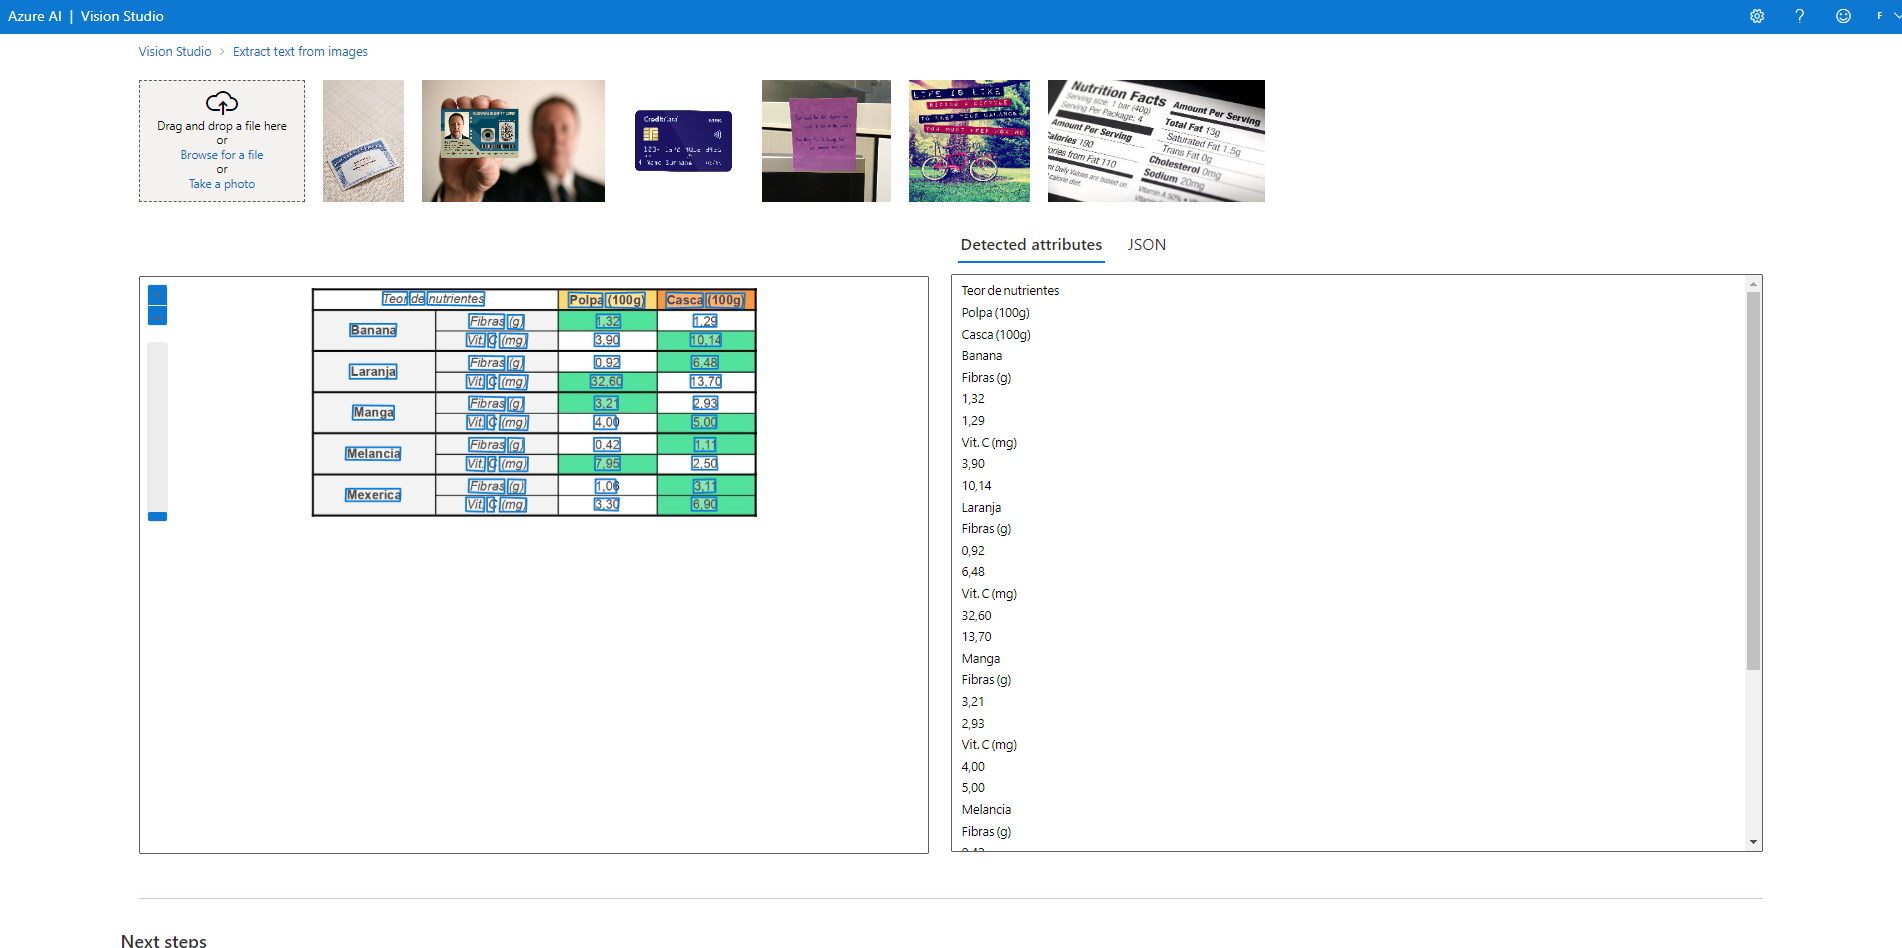 Azure AI | Vision Studio
? F
Vision Studio > Extract text from images
Drag and drop a file here
or
Browse for a file
or
Take a photo
LIFE IS LIKE
RIDING A BICYCLE
TO KEEP YOUR BALANCE
YOU MUST KEEP MOVING
Nutrition Facts
Serving size: 1 bar (40g)
Serving Per Package: 4
Amount Per Serving
Calories 190
Calories from Fat 110
Amount Per Serving
Total Fat 13g
Saturated Fat 1.5g
Trans Fat 0g
Cholesterol 0mg
Sodium 20mg
Detected attributes JSON
Teor de nutrientes Polpa (100g) Casca (100g)
Banana Fibras (g) 1,32 1,29
Vit. C (mg) 3,90 10,14
Laranja Fibras (g) 0,92 6,48
Vit. C (mg) 32,60 13,70
Manga Fibras (g) 3,21 2,93
Vit. C (mg) 4,00 5,00
Melancia Fibras (g) 0,42 1,11
Vit. C (mg) 7,95 2,50
Mexerica Fibras (g) 1,06 3,11
Vit. C (mg) 3,30 6,90
Teor de nutrientes
Polpa (100g)
Casca (100g)
Banana
Fibras (g)
1,32
1,29
Vit. C (mg)
3,90
10,14
Laranja
Fibras (g)
0,92
6,48
Vit. C (mg)
32,60
13,70
Manga
Fibras (g)
3,21
2,93
Vit. C (mg)
4,00
5,00
Melancia
Fibras (g)
Next steps